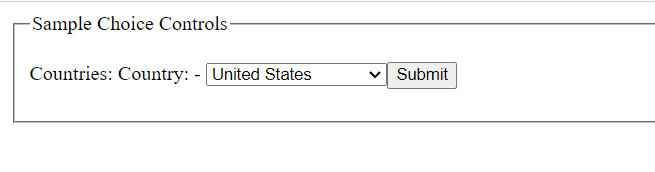 Sample Choice Controls
Countries: Country: - United States Submit